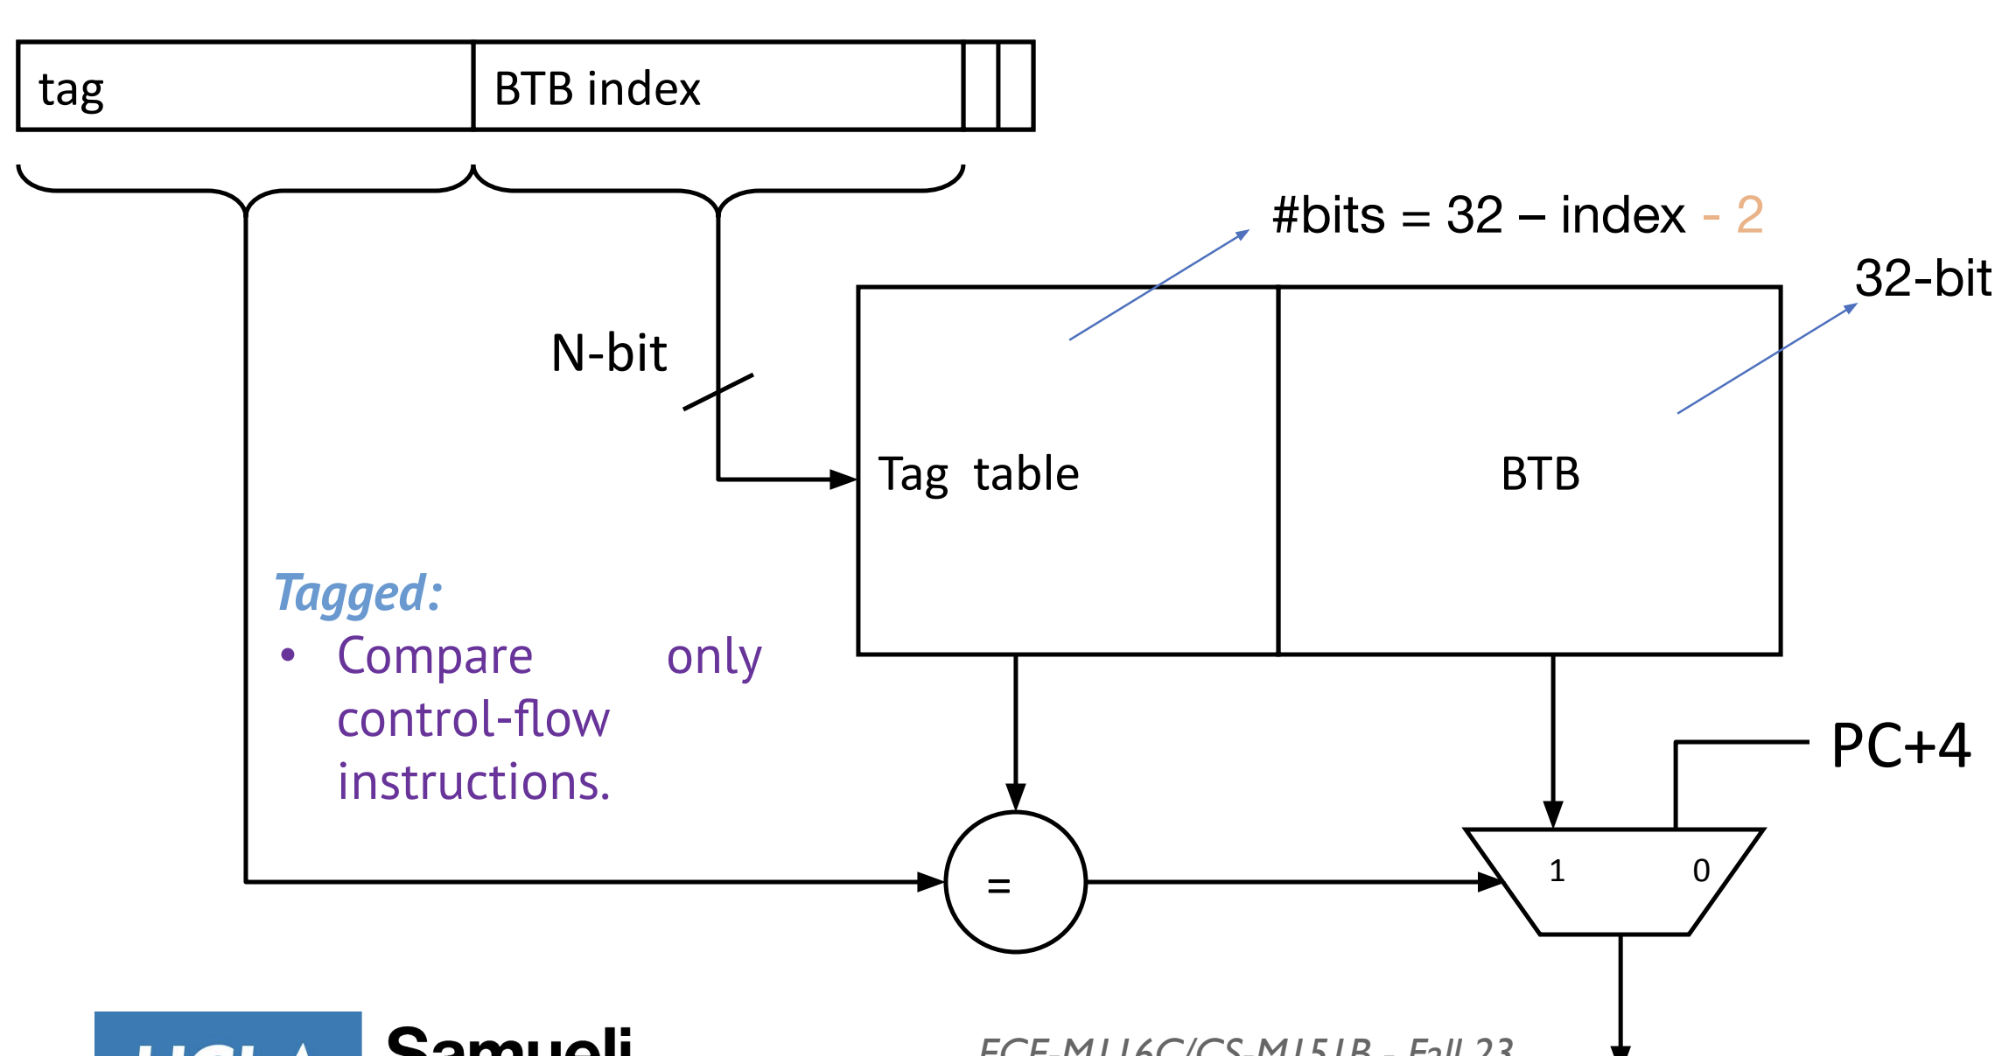 tag
BTB index
#bits = 32 – index - 2
32-bit
N-bit
Tag table
BTB
Tagged:
• Compare only
control-flow
instructions.
PC+4
=
1
0
UCLA
Samueli
ECE-M116C/CS-M151B - Fall 23